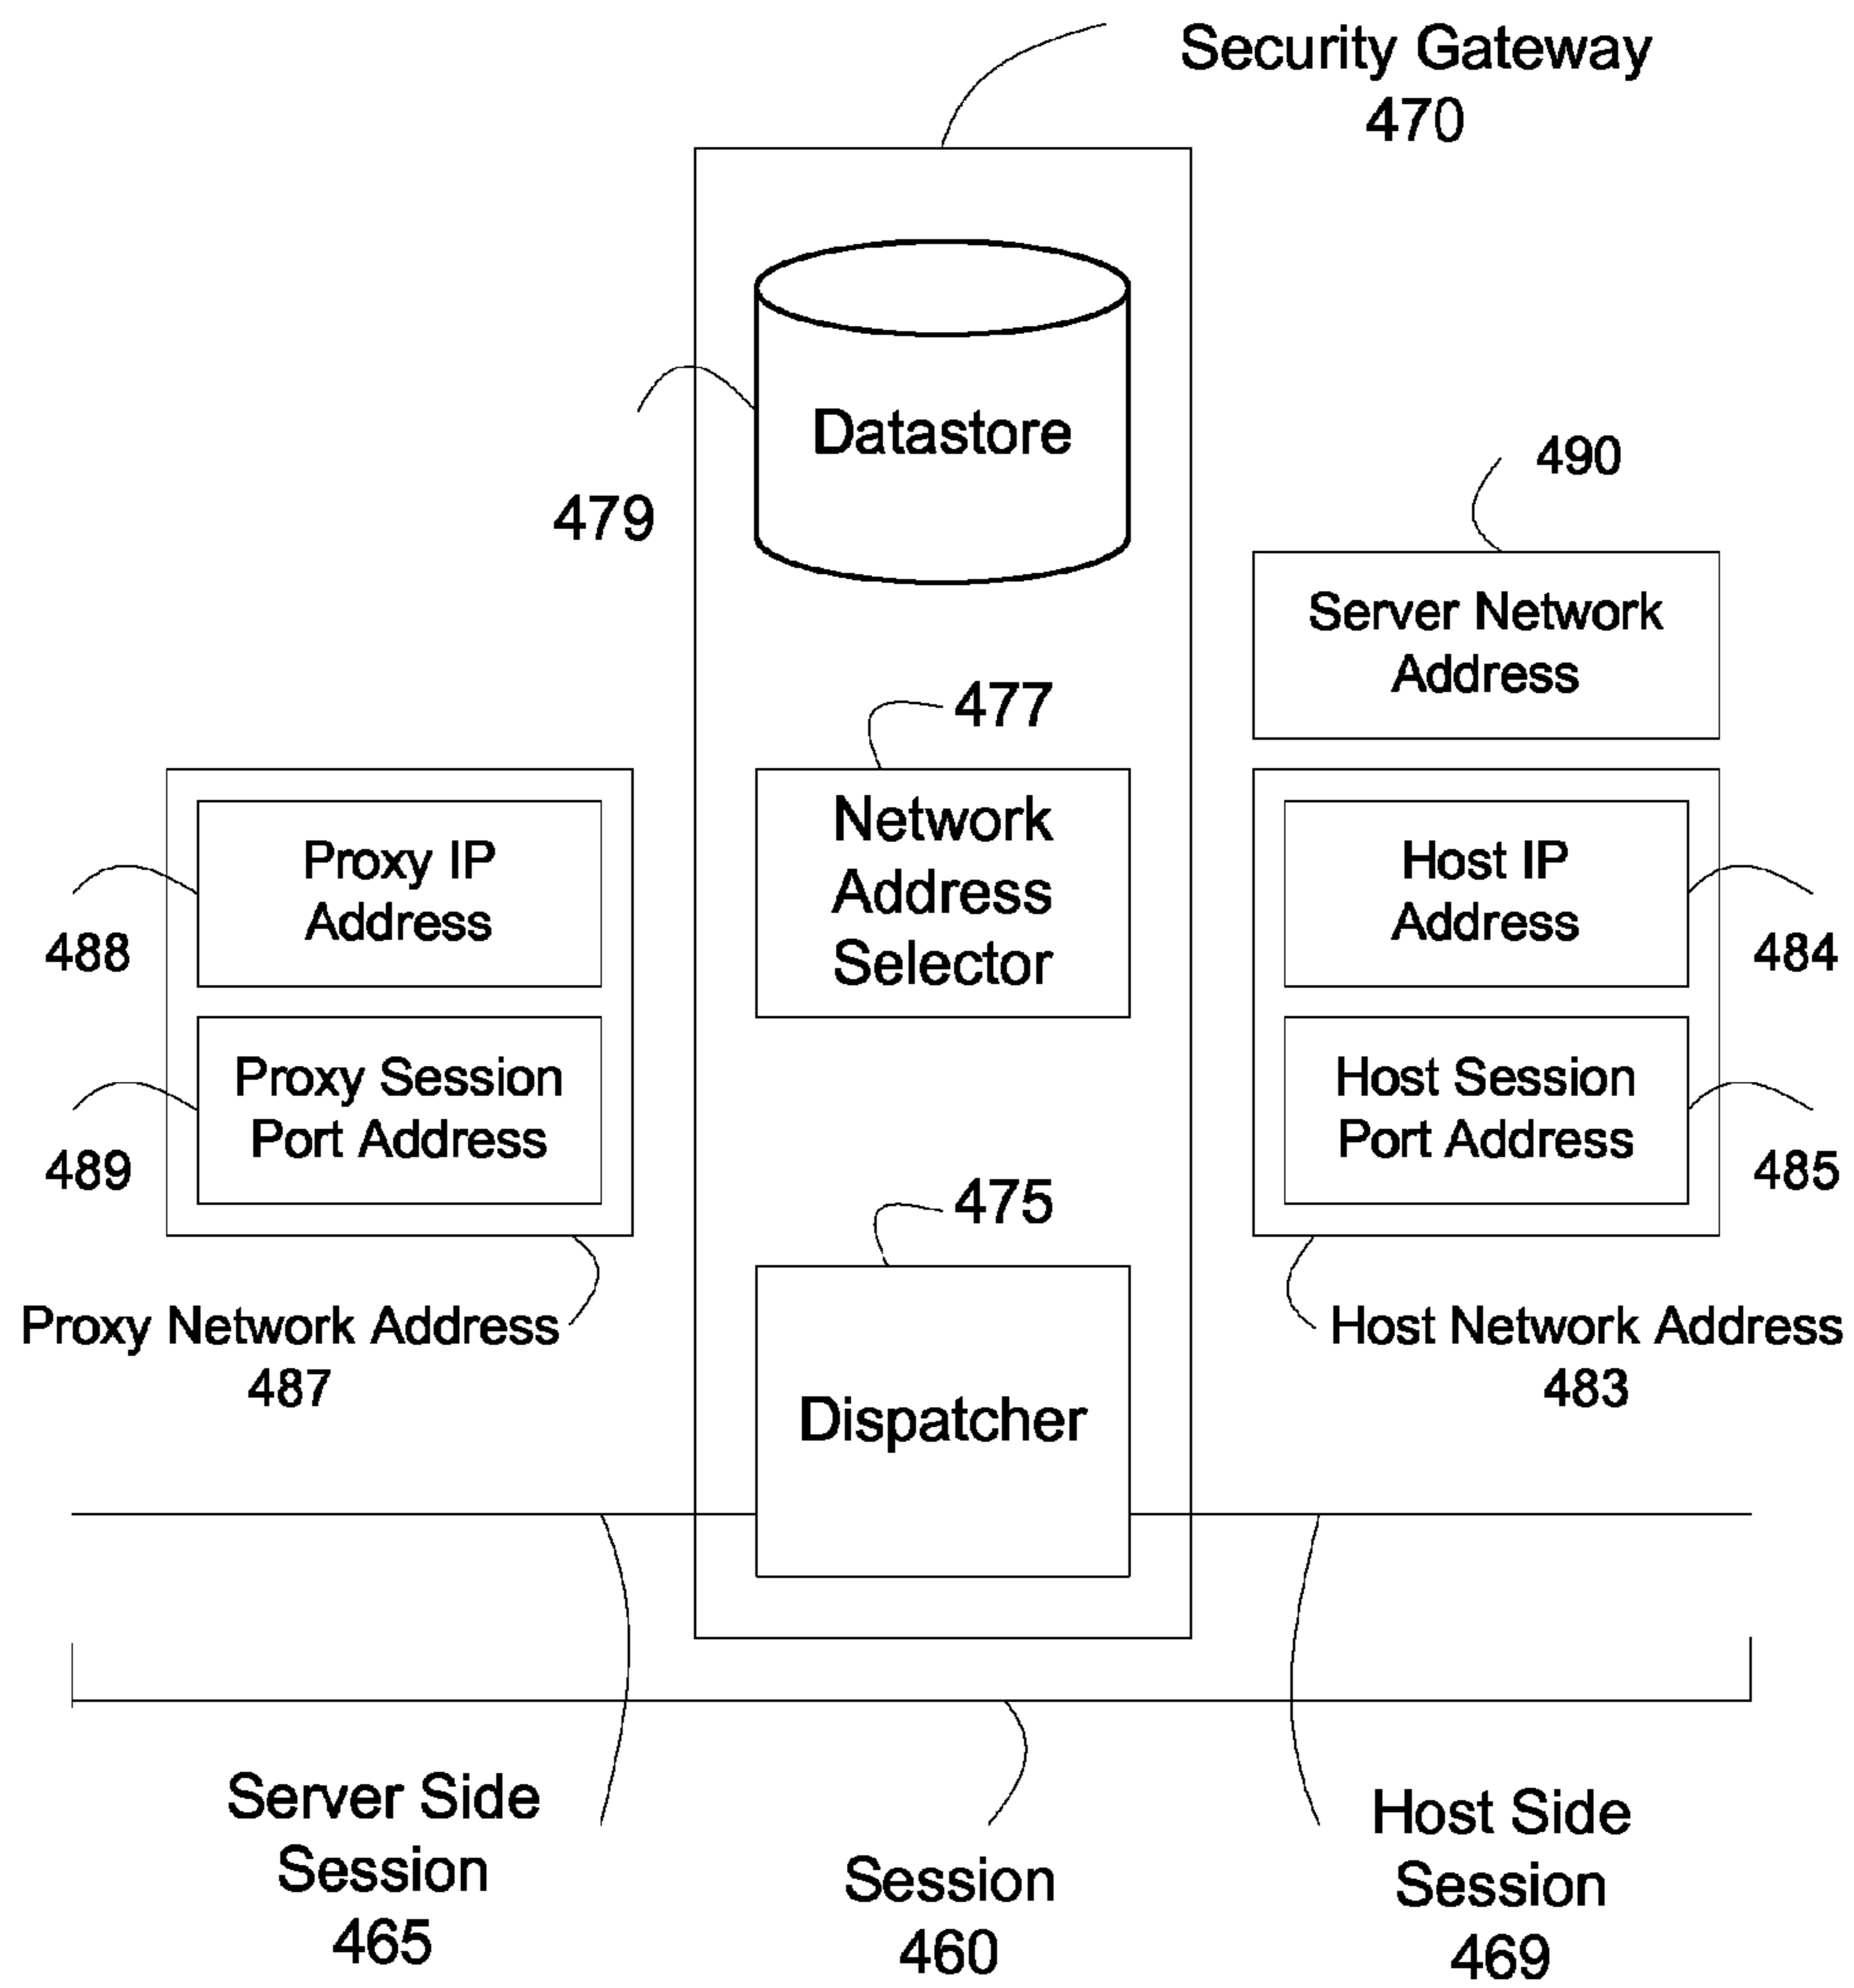 Security Gateway
470
Datastore
479
490
Server Network
Address
477
Network
Address
Selector
Proxy IP
Address
488
Proxy Session
Port Address
489
Host IP
Address
484
Host Session
Port Address
485
475
Proxy Network Address
487
Host Network Address
483
Dispatcher
Server Side
Session
465
Session
460
Host Side
Session
469